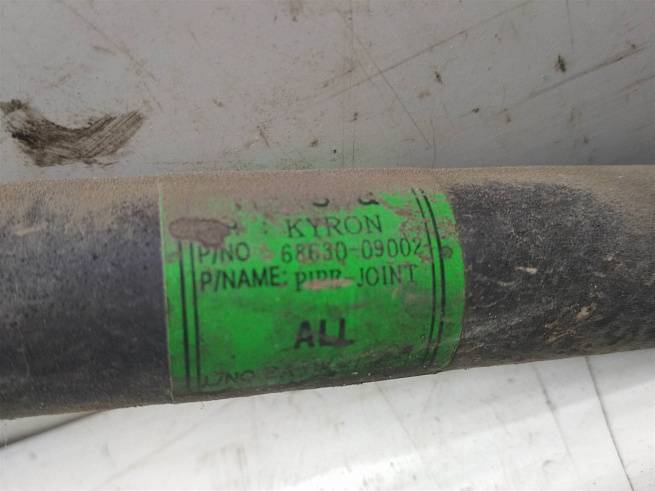 KYRON
P/NO 68630-09002
P/NAME: PIPE-JOINT
ALL